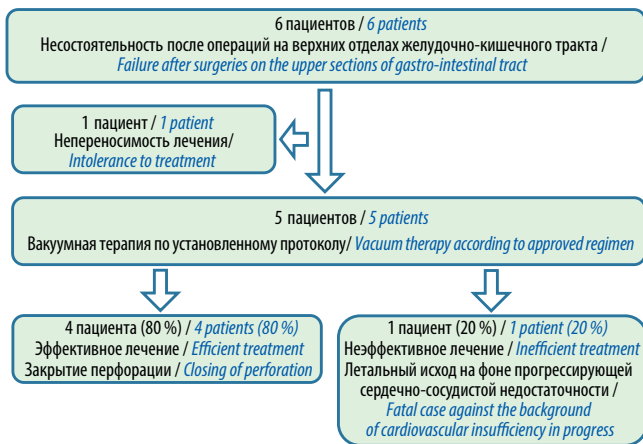 6 пациентов / 6 patients
Несостоятельность после операций на верхних отделах желудочно-кишечного тракта /
Failure after surgeries on the upper sections of gastro-intestinal tract
1 пациент / 1 patient
Непереносимость лечения/
Intolerance to treatment
5 пациентов / 5 patients
Вакуумная терапия по установленному протоколу/ Vacuum therapy according to approved regimen
4 пациента (80 %) / 4 patients (80 %)
Эффективное лечение / Efficient treatment
Закрытие перфорации / Closing of perforation
1 пациент (20 %) / 1 patient (20 %)
Неэффективное лечение / Inefficient treatment
Летальный исход на фоне прогрессирующей
сердечно-сосудистой недостаточности /
Fatal case against the background
of cardiovascular insufficiency in progress